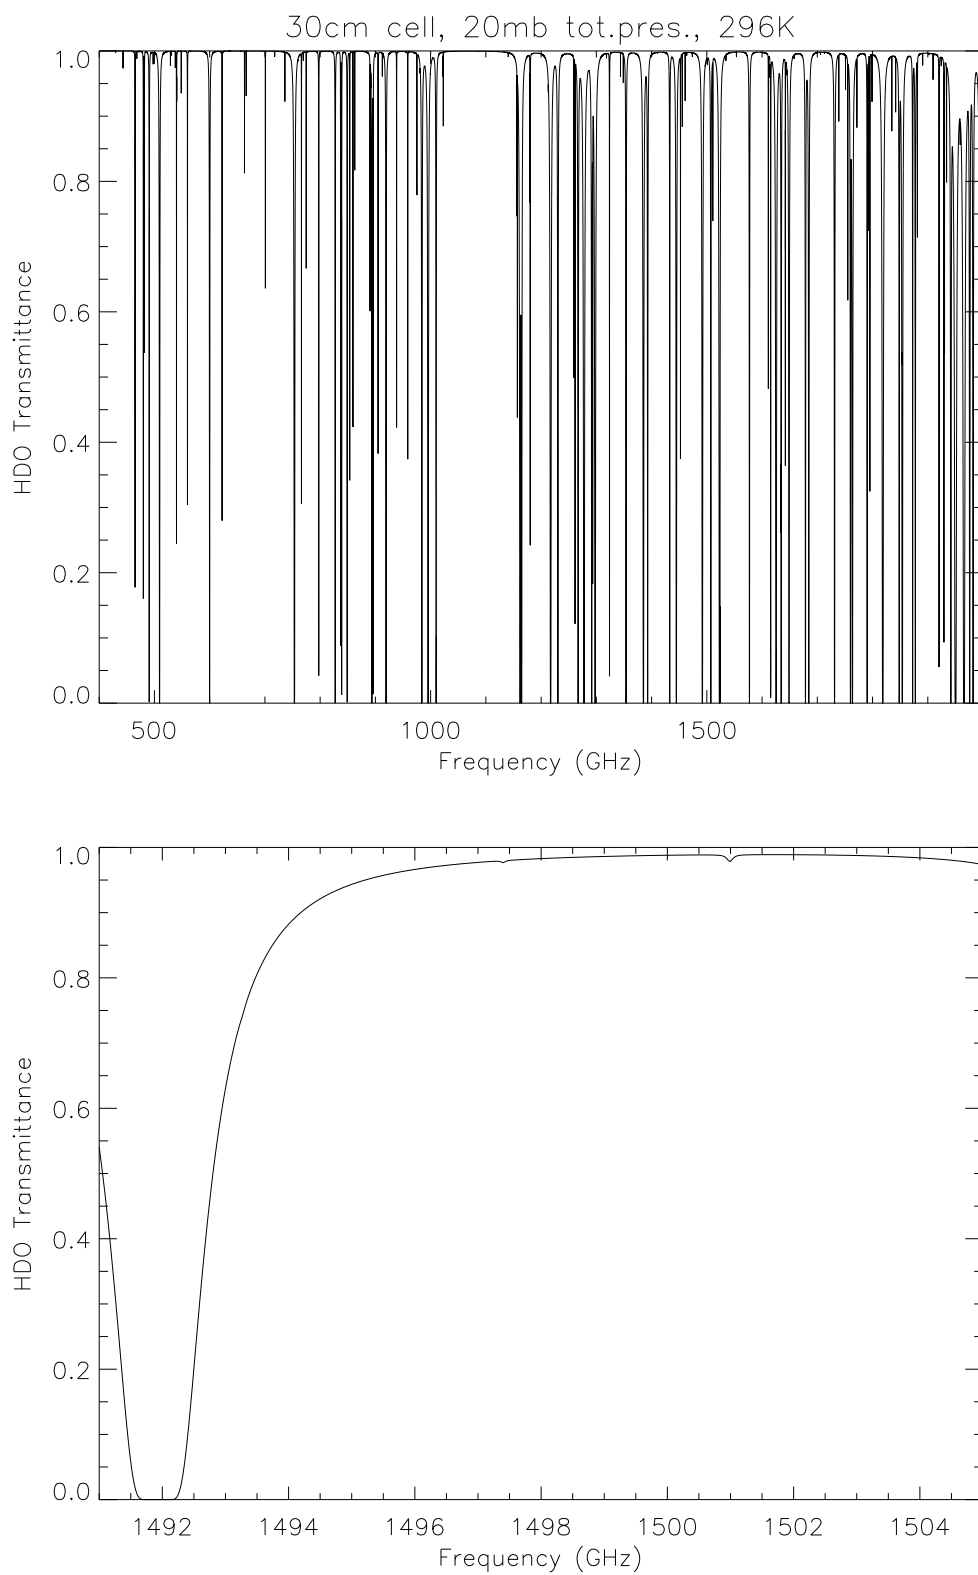 30cm cell, 20mb tot.pres., 296K
HDO Transmittance
1.0
0.8
0.6
0.4
0.2
0.0
500 1000 1500
Frequency (GHz)
HDO Transmittance
1.0
0.8
0.6
0.4
0.2
0.0
1492 1494 1496 1498 1500 1502 1504
Frequency (GHz)